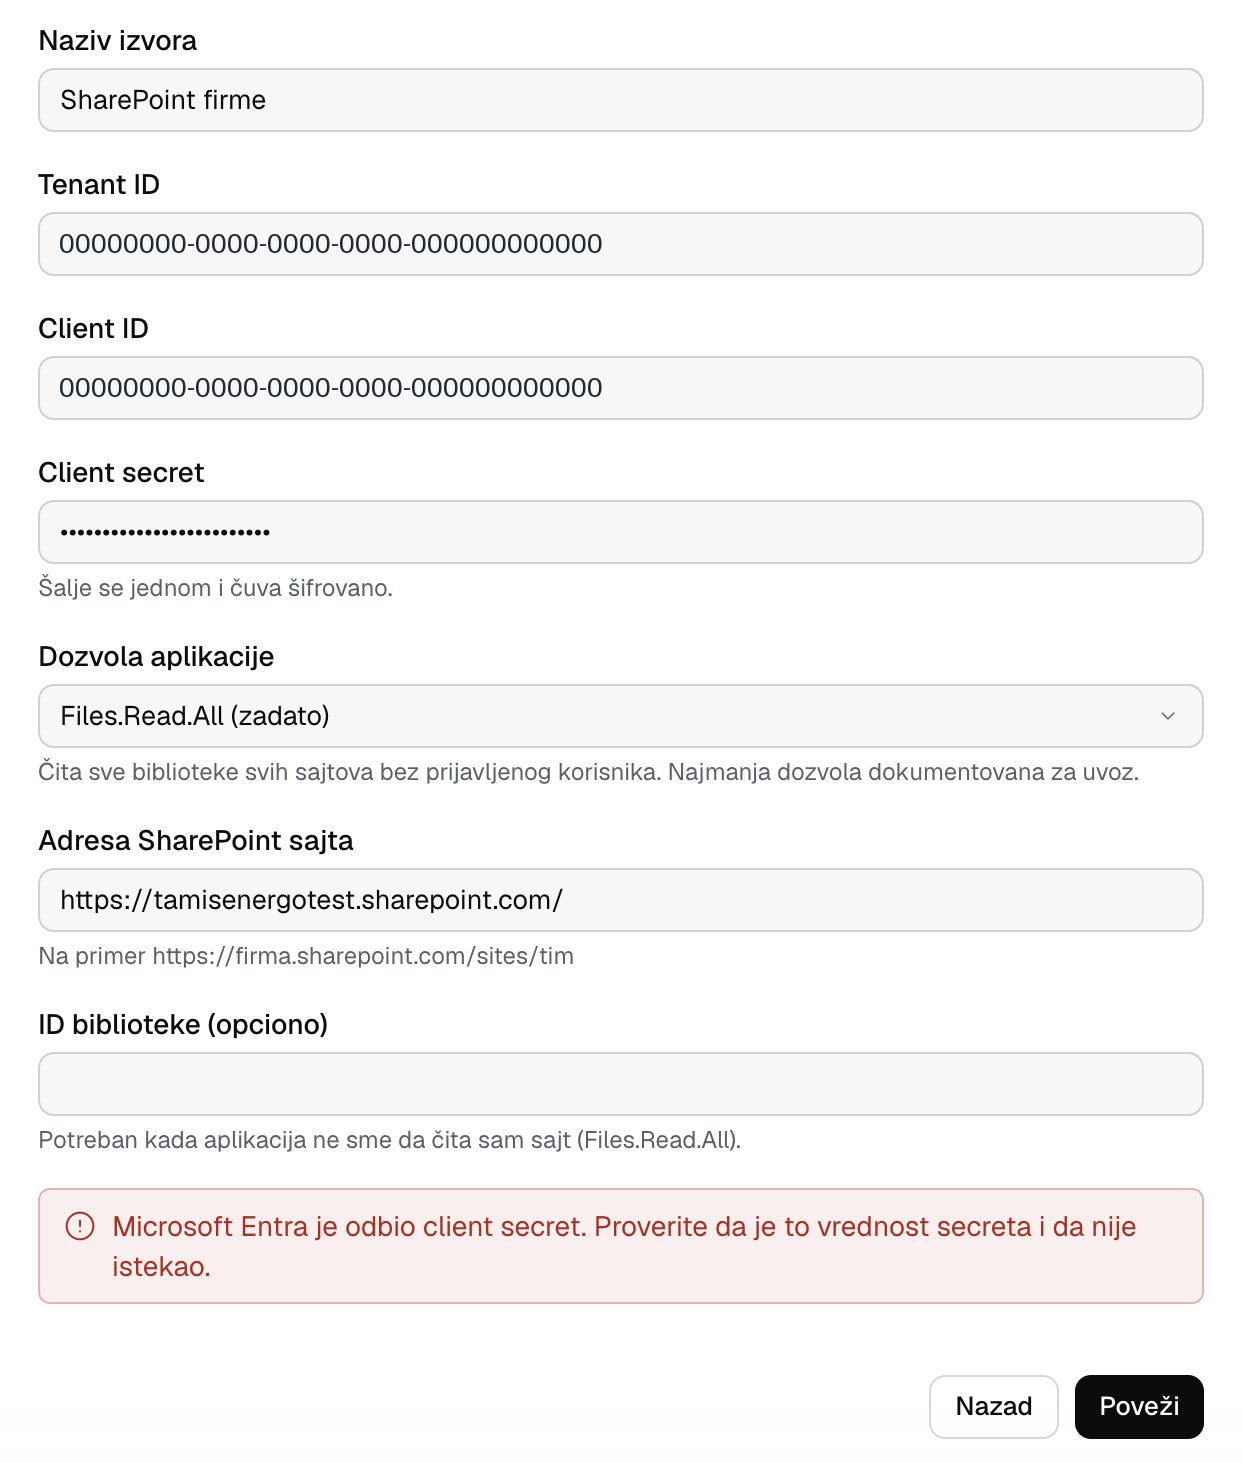 Naziv izvora
SharePoint firme
Tenant ID
00000000-0000-0000-0000-000000000000
Client ID
00000000-0000-0000-0000-000000000000
Client secret
•••••••••••••••••••••••••
Šalje se jednom i čuva šifrovano.
Dozvola aplikacije
Files.Read.All (zadato)
Čita sve biblioteke svih sajtova bez prijavljenog korisnika. Najmanja dozvola dokumentovana za uvoz.
Adresa SharePoint sajta
https://tamisenergotest.sharepoint.com/
Na primer https://firma.sharepoint.com/sites/tim
ID biblioteke (opciono)
Potreban kada aplikacija ne sme da čita sam sajt (Files.Read.All).
Microsoft Entra je odbio client secret. Proverite da je to vrednost secreta i da nije
istekao.
Nazad
Poveži